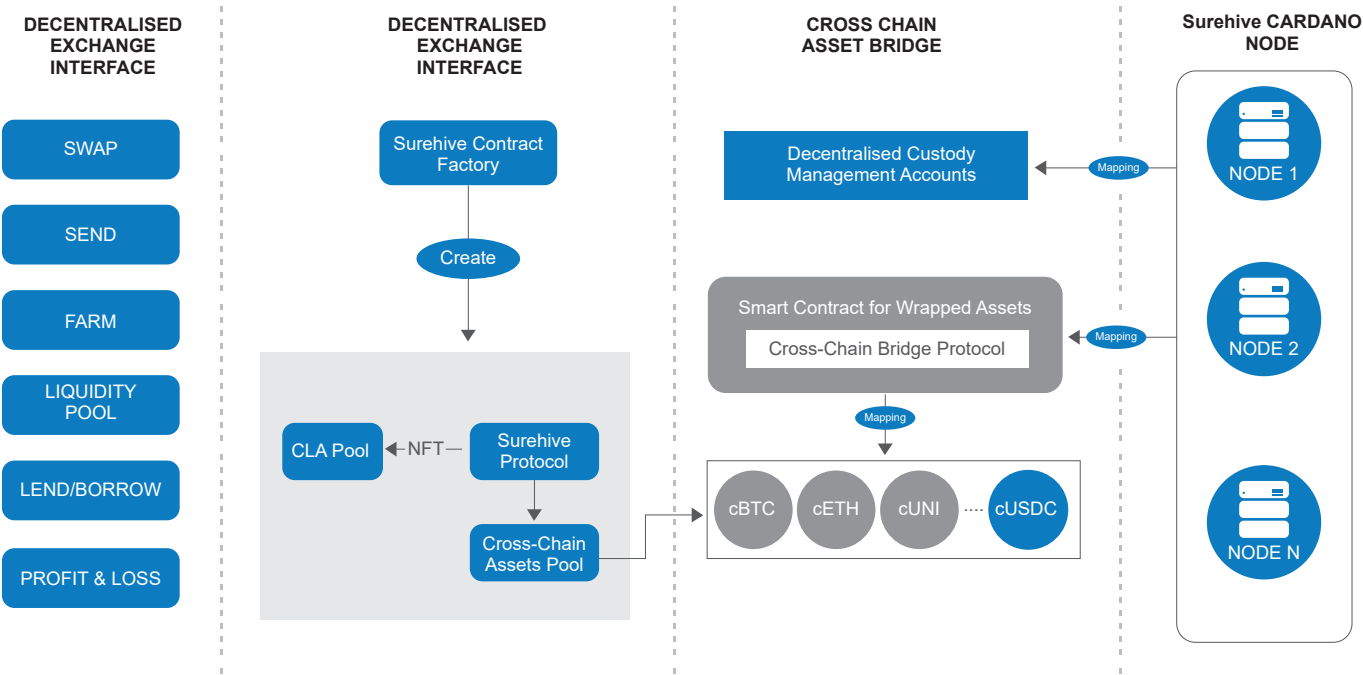 DECENTRALISED
EXCHANGE
INTERFACE
SWAP
SEND
FARM
LIQUIDITY
POOL
LEND/BORROW
PROFIT & LOSS
DECENTRALISED
EXCHANGE
INTERFACE
Surehive Contract
Factory
Create
CLA Pool
NFT
Surehive
Protocol
Cross-Chain
Assets Pool
CROSS CHAIN
ASSET BRIDGE
Decentralised Custody
Management Accounts
Mapping
Smart Contract for Wrapped Assets
Cross-Chain Bridge Protocol
Mapping
Mapping
cBTC
cETH
cUNI
....
cUSDC
Surehive CARDANO
NODE
NODE 1
NODE 2
NODE N